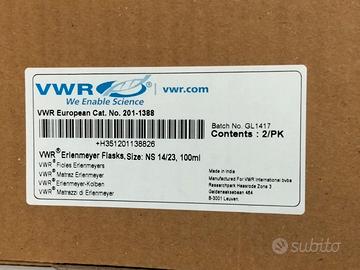 VWR® | vwr.com
We Enable Science
VWR European Cat. No. 201-1388
Batch No. GL1417
Contents : 2/PK
+H351201138826
VWR® Erlenmeyer Flasks, Size: NS 14/23, 100ml
VWR® Fioles Erlenmeyers
VWR® Matraz Erlenmeyer
VWR® Erlenmeyer-Kolben
VWR® Matrazzi di Erlenmeyer
Made in India
Manufactured For VWR International bvba
Researchpark Haasrode Zone 3
Geldenaaksebaan 464
B-3001 Leuven.
subito